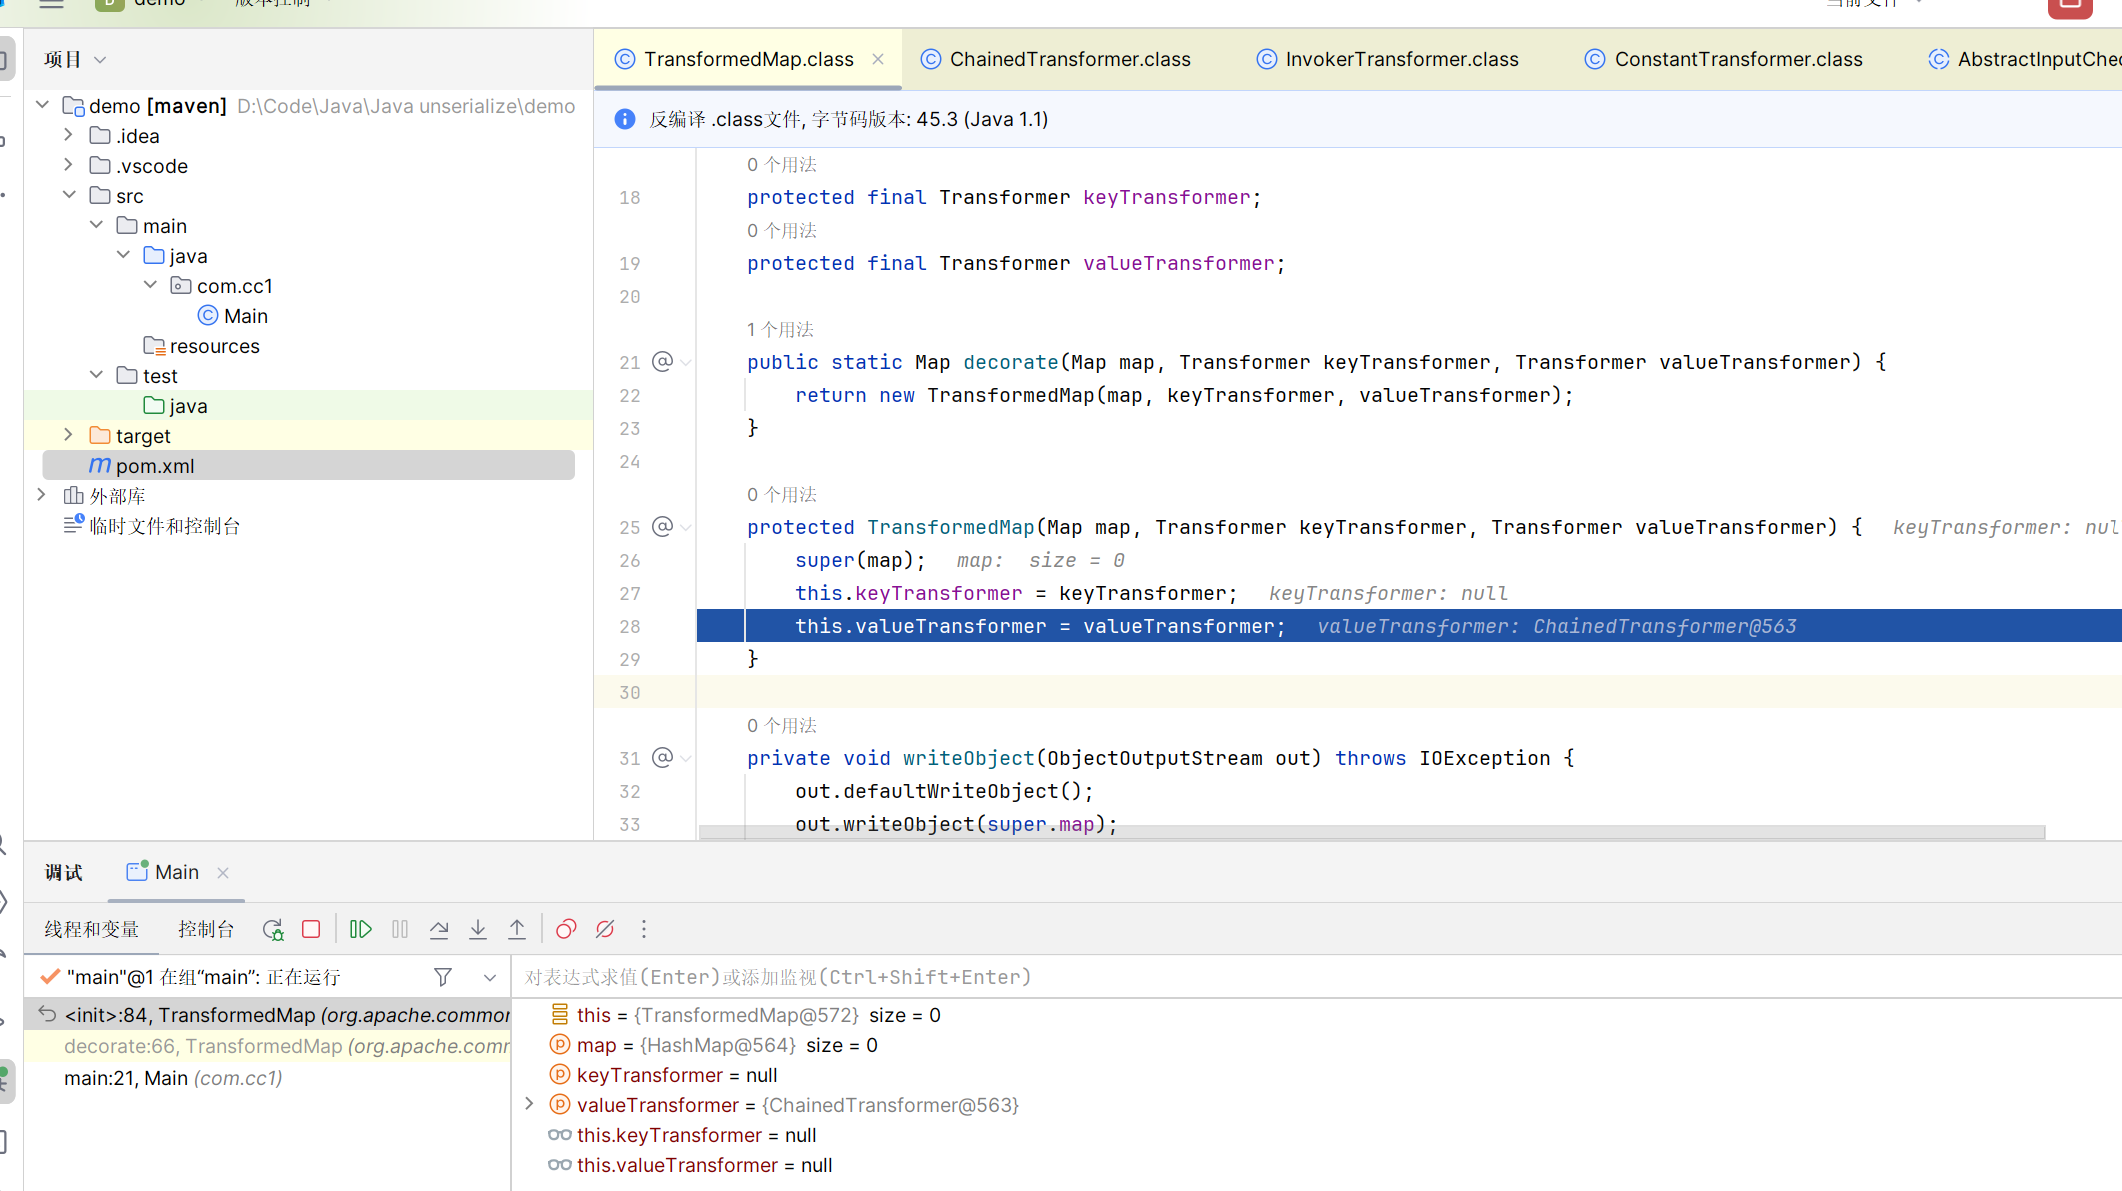 demo
版本控制
当前文件
项目
TransformedMap.class
ChainedTransformer.class
InvokerTransformer.class
ConstantTransformer.class
AbstractInputChec
demo [maven] D:\Code\Java\Java unserialize\demo
.idea
.vscode
src
main
java
com.cc1
Main
resources
test
java
target
pom.xml
外部库
临时文件和控制台
反编译 .class文件, 字节码版本: 45.3 (Java 1.1)
0 个用法
18 protected final Transformer keyTransformer;
0 个用法
19 protected final Transformer valueTransformer;
20
1 个用法
21 @ public static Map decorate(Map map, Transformer keyTransformer, Transformer valueTransformer) {
22 return new TransformedMap(map, keyTransformer, valueTransformer);
23 }
24
0 个用法
25 @ protected TransformedMap(Map map, Transformer keyTransformer, Transformer valueTransformer) { keyTransformer: nul
26 super(map); map: size = 0
27 this.keyTransformer = keyTransformer; keyTransformer: null
28 this.valueTransformer = valueTransformer; valueTransformer: ChainedTransformer@563
29 }
30
0 个用法
31 @ private void writeObject(ObjectOutputStream out) throws IOException {
32 out.defaultWriteObject();
33 out.writeObject(super.map);
调试
Main
线程和变量
控制台
"main"@1 在组“main”: 正在运行
<init>:84, TransformedMap (org.apache.common
decorate:66, TransformedMap (org.apache.comm
main:21, Main (com.cc1)
对表达式求值(Enter)或添加监视(Ctrl+Shift+Enter)
this = {TransformedMap@572} size = 0
map = {HashMap@564} size = 0
keyTransformer = null
valueTransformer = {ChainedTransformer@563}
this.keyTransformer = null
this.valueTransformer = null